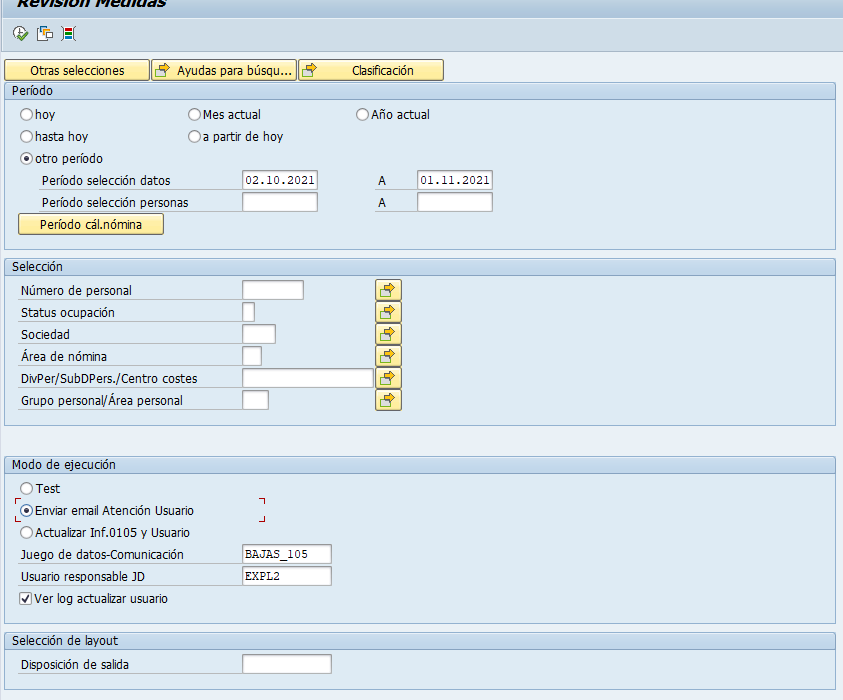 Revisión Medidas
Otras selecciones Ayudas para búsqu... Clasificación
Período
hoy Mes actual Año actual
hasta hoy a partir de hoy
otro período
Período selección datos 02.10.2021 A 01.11.2021
Período selección personas A
Período cál.nómina
Selección
Número de personal
Status ocupación
Sociedad
Área de nómina
DivPer/SubDPers./Centro costes
Grupo personal/Área personal
Modo de ejecución
Test
Enviar email Atención Usuario
Actualizar Inf.0105 y Usuario
Juego de datos-Comunicación BAJAS_105
Usuario responsable JD EXPL2
Ver log actualizar usuario
Selección de layout
Disposición de salida